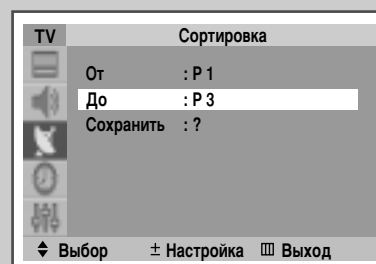 TV Сортировка
От : P 1
До : P 3
Сохранить : ?
Выбор ± Настройка Выход